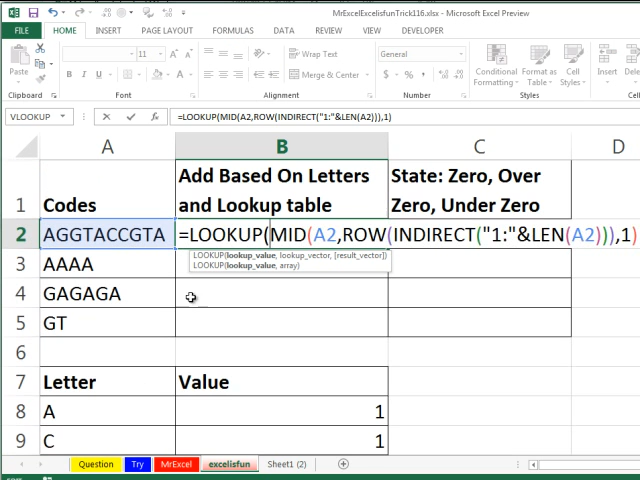 MrExcelExcelisfunTrick116.xlsx - Microsoft Excel Preview
FILE HOME INSERT PAGE LAYOUT FORMULAS DATA REVIEW VIEW DEVELOPER
Paste
B I U
11
A A
Wrap Text
Merge & Center
General
$ % ,
Conditional Formatting
Format as Table
Cell Styles
Insert
Clipboard Font Alignment Number Styles
VLOOKUP fx =LOOKUP(MID(A2,ROW(INDIRECT("1:"&LEN(A2))),1)
A B C D
1 Codes
Add Based On Letters and Lookup table
State: Zero, Over Zero, Under Zero
2 AGGTACCGTA =LOOKUP(MID(A2,ROW(INDIRECT("1:"&LEN(A2))),1)
LOOKUP(lookup_value, lookup_vector, [result_vector])
LOOKUP(lookup_value, array)
3 AAAA
4 GAGAGA
5 GT
6
7 Letter Value
8 A 1
9 C 1
Question Try MrExcel excelisfun Sheet1 (2)